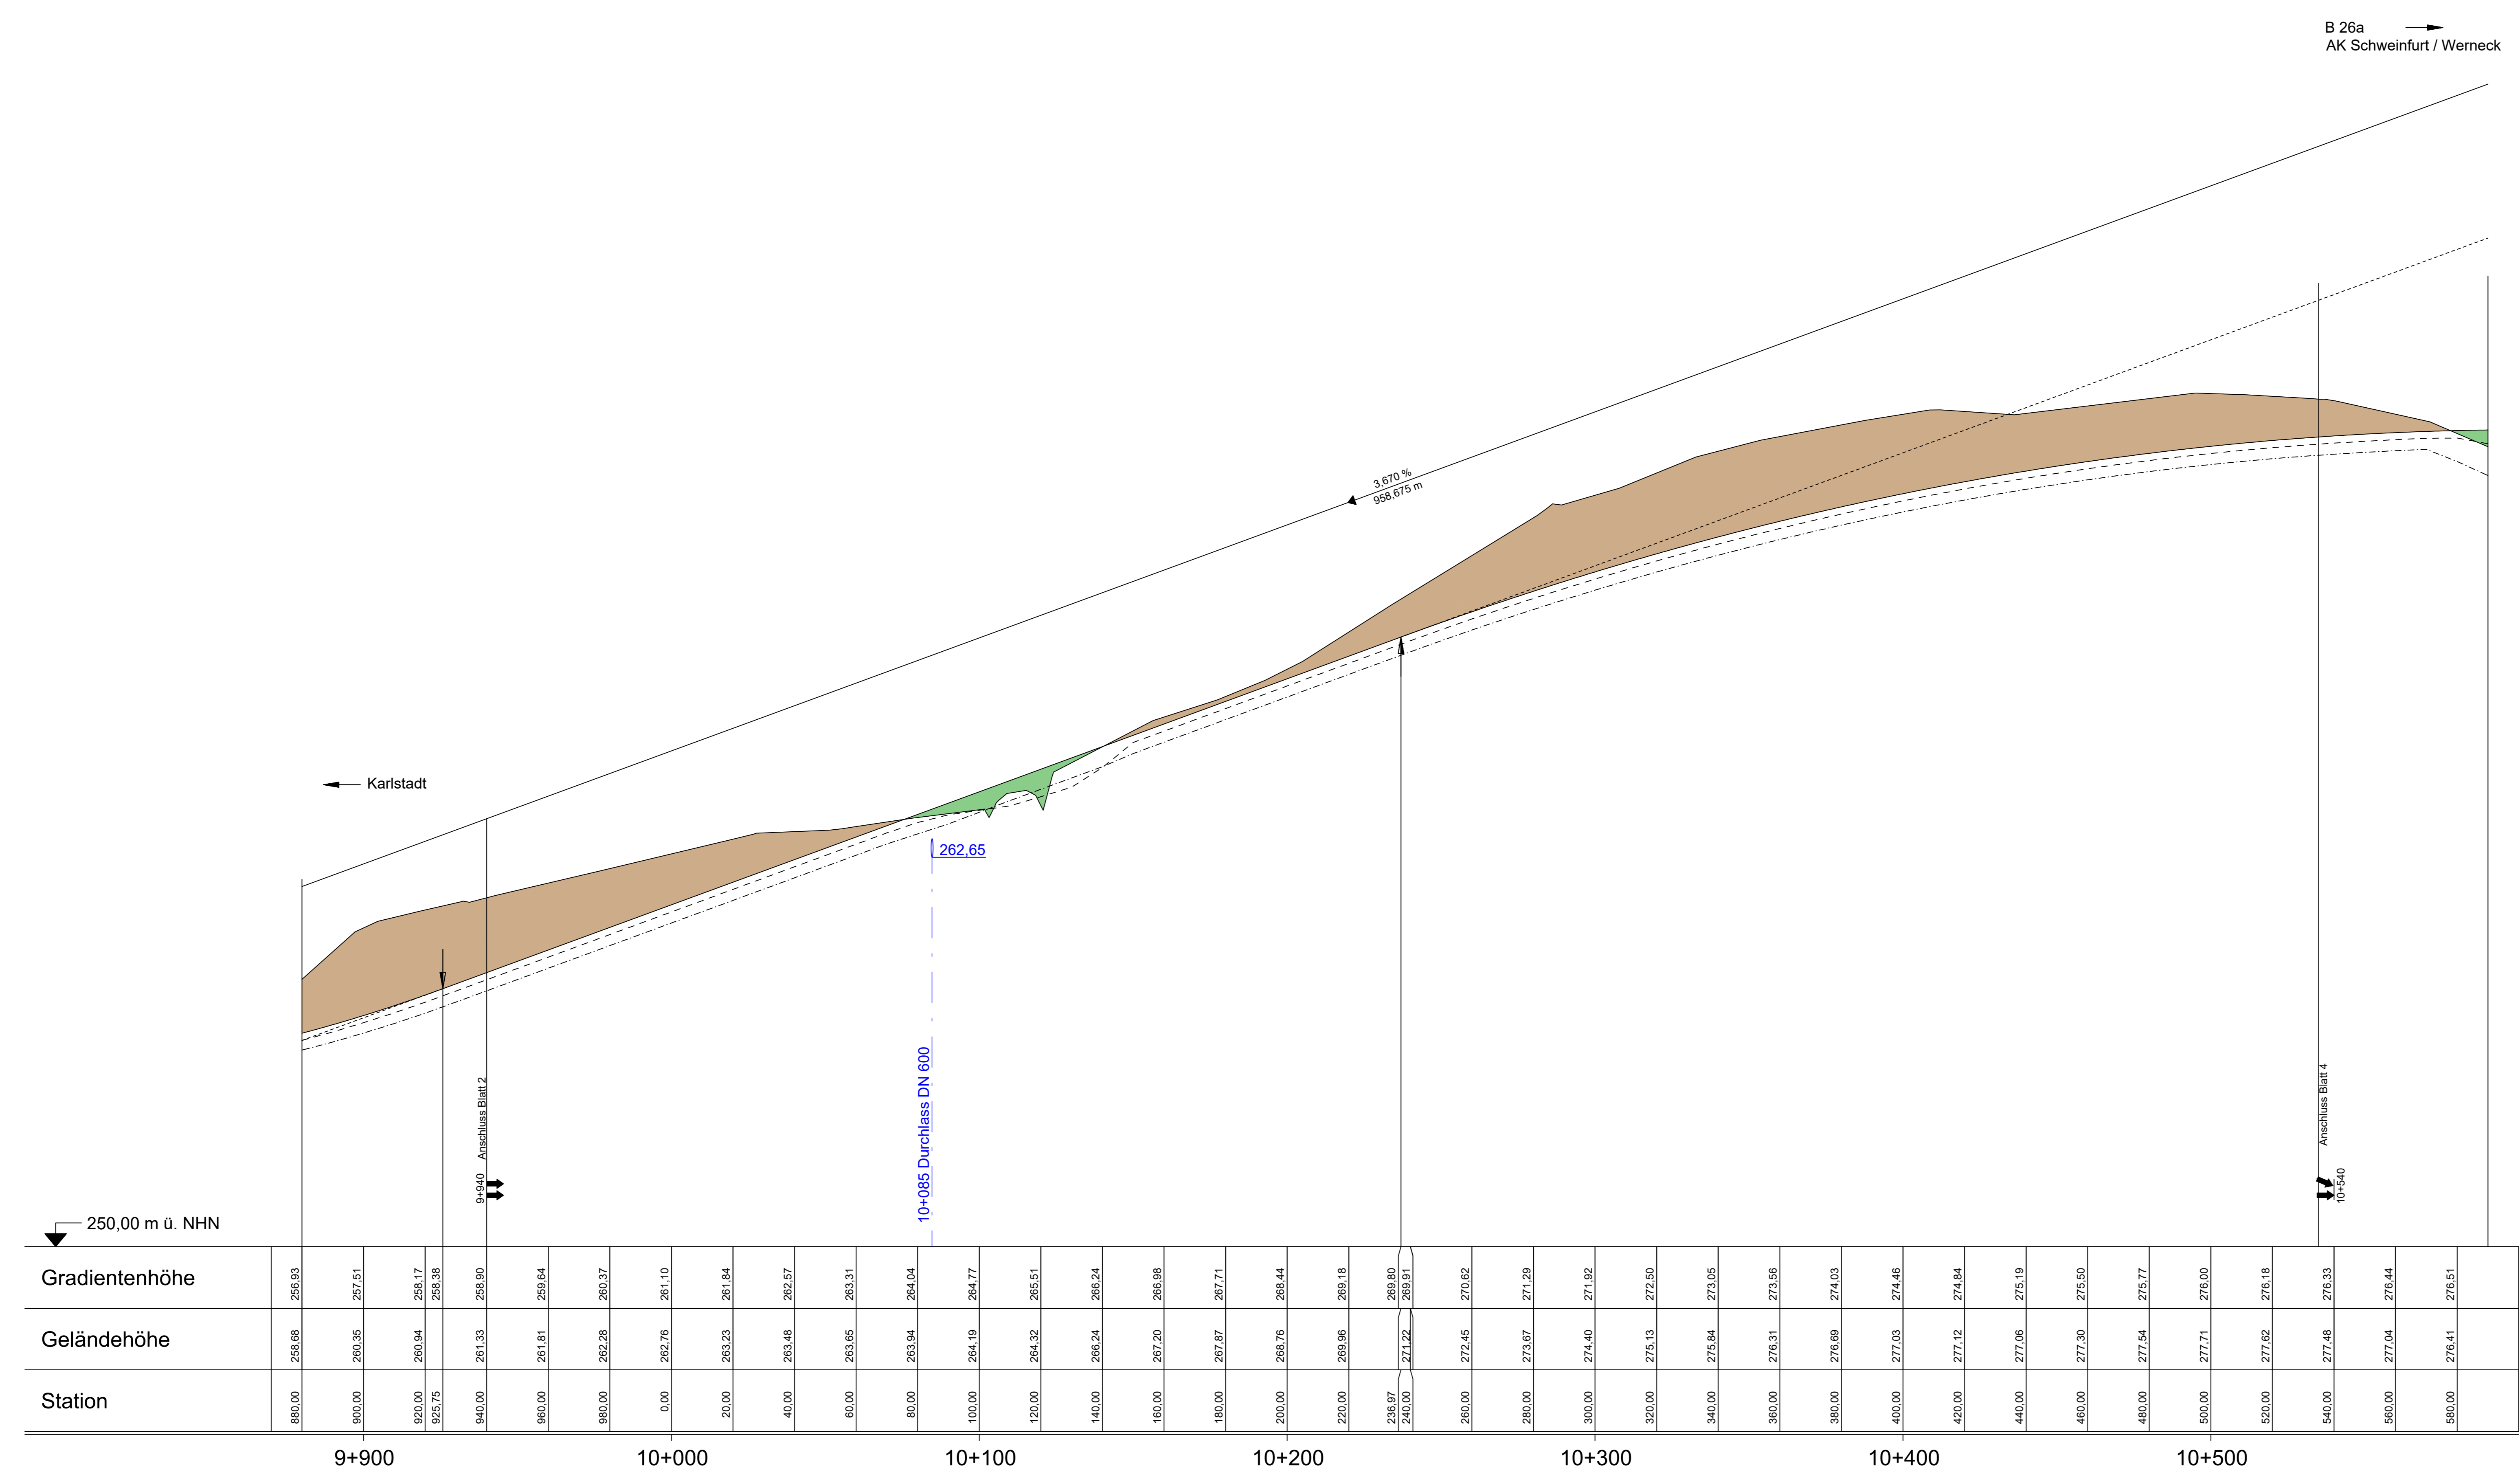 B 26a
AK Schweinfurt / Werneck
3,670 %
958,675 m
Karlstadt
262,65
10+085 Durchlass DN 600
9+940 Anschluss Blatt 2
Anschluss Blatt 4
10+540
250,00 m ü. NHN
Gradientenhöhe 256,93 257,51 258,17 258,38 258,90 259,64 260,37 261,10 261,84 262,57 263,31 264,04 264,77 265,51 266,24 266,98 267,71 268,44 269,18 269,80 269,91 270,62 271,29 271,92 272,50 273,05 273,56 274,03 274,46 274,84 275,19 275,50 275,77 276,00 276,18 276,33 276,44 276,51
Geländehöhe 258,68 260,35 260,94 261,33 261,81 262,28 262,76 263,23 263,48 263,65 263,94 264,19 264,32 266,24 267,20 267,87 268,76 269,96 271,22 272,45 273,67 274,40 275,13 275,84 276,31 276,69 277,03 277,12 277,06 277,30 277,54 277,71 277,62 277,48 277,04 276,41
Station 880,00 900,00 920,00 925,75 940,00 960,00 980,00 0,00 20,00 40,00 60,00 80,00 100,00 120,00 140,00 160,00 180,00 200,00 220,00 236,97 240,00 260,00 280,00 300,00 320,00 340,00 360,00 380,00 400,00 420,00 440,00 460,00 480,00 500,00 520,00 540,00 560,00 580,00
9+900 10+000 10+100 10+200 10+300 10+400 10+500